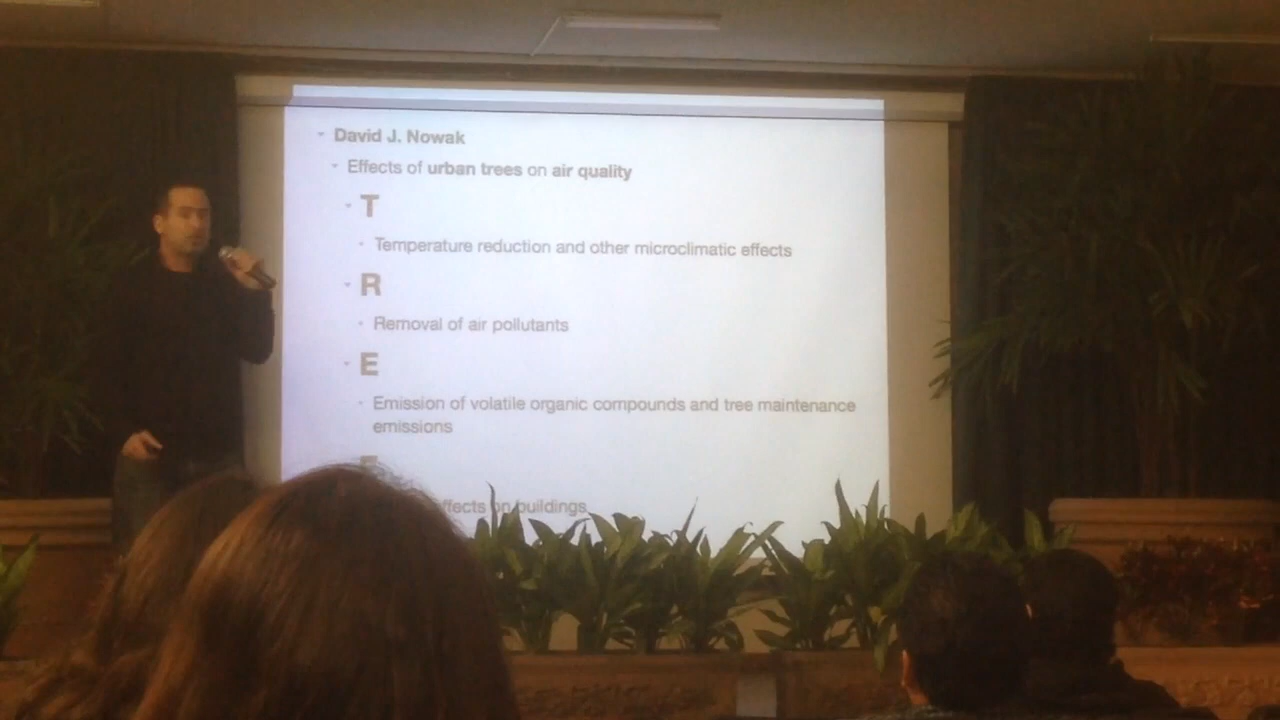 David J. Nowak
Effects of urban trees on air quality
T
Temperature reduction and other microclimatic effects
R
Removal of air pollutants
E
Emission of volatile organic compounds and tree maintenance
emissions
E
on buildings